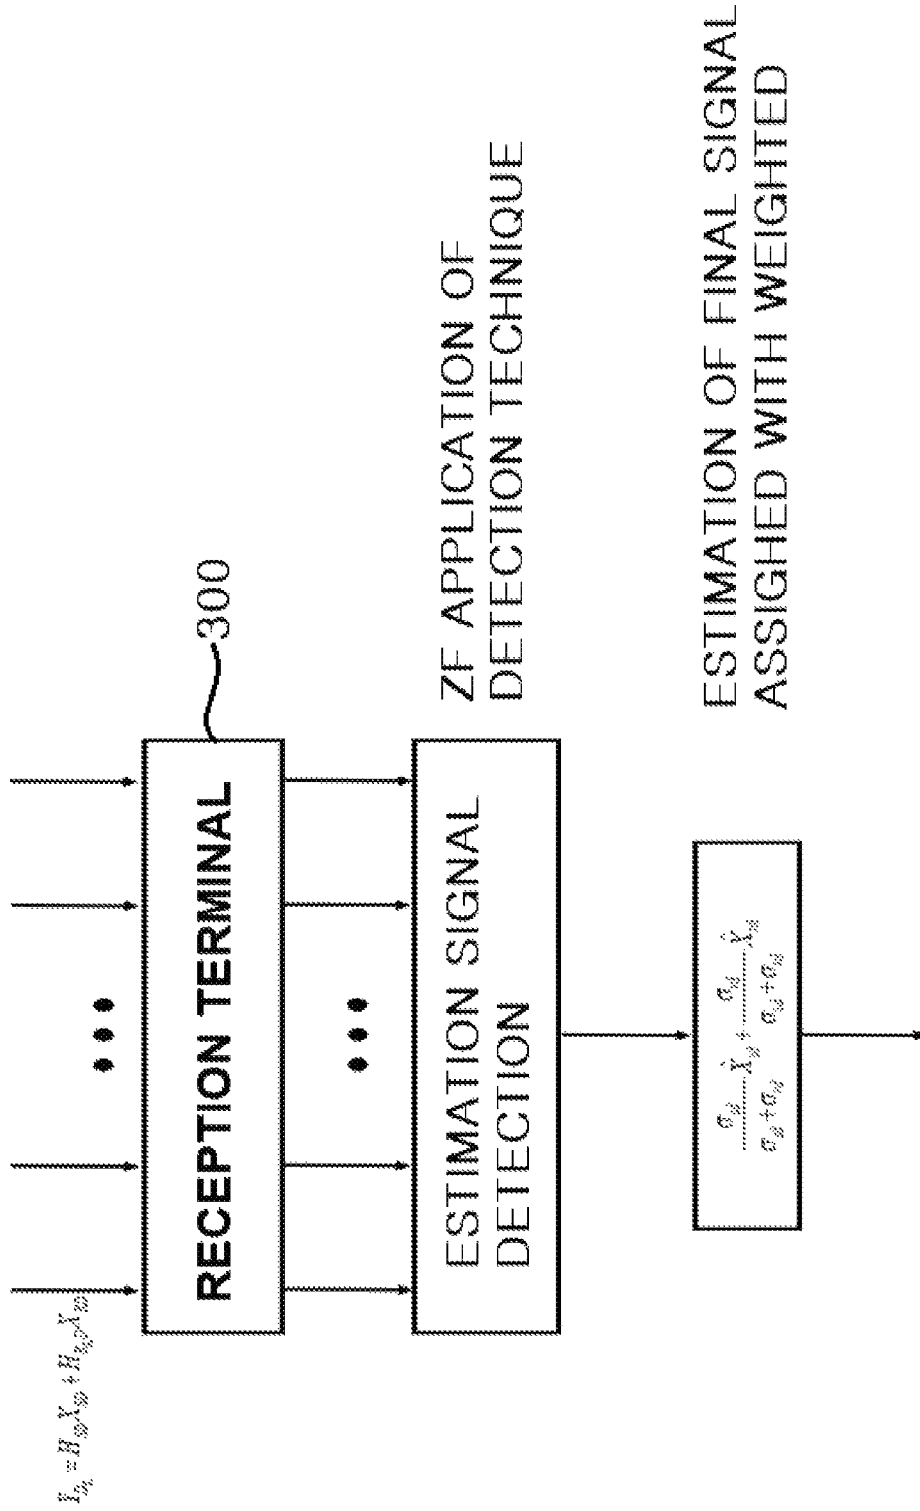 RECEPTION TERMINAL
300
ESTIMATION SIGNAL
DETECTION
ZF APPLICATION OF
DETECTION TECHNIQUE
ESTIMATION OF FINAL SIGNAL
ASSIGHED WITH WEIGHTED